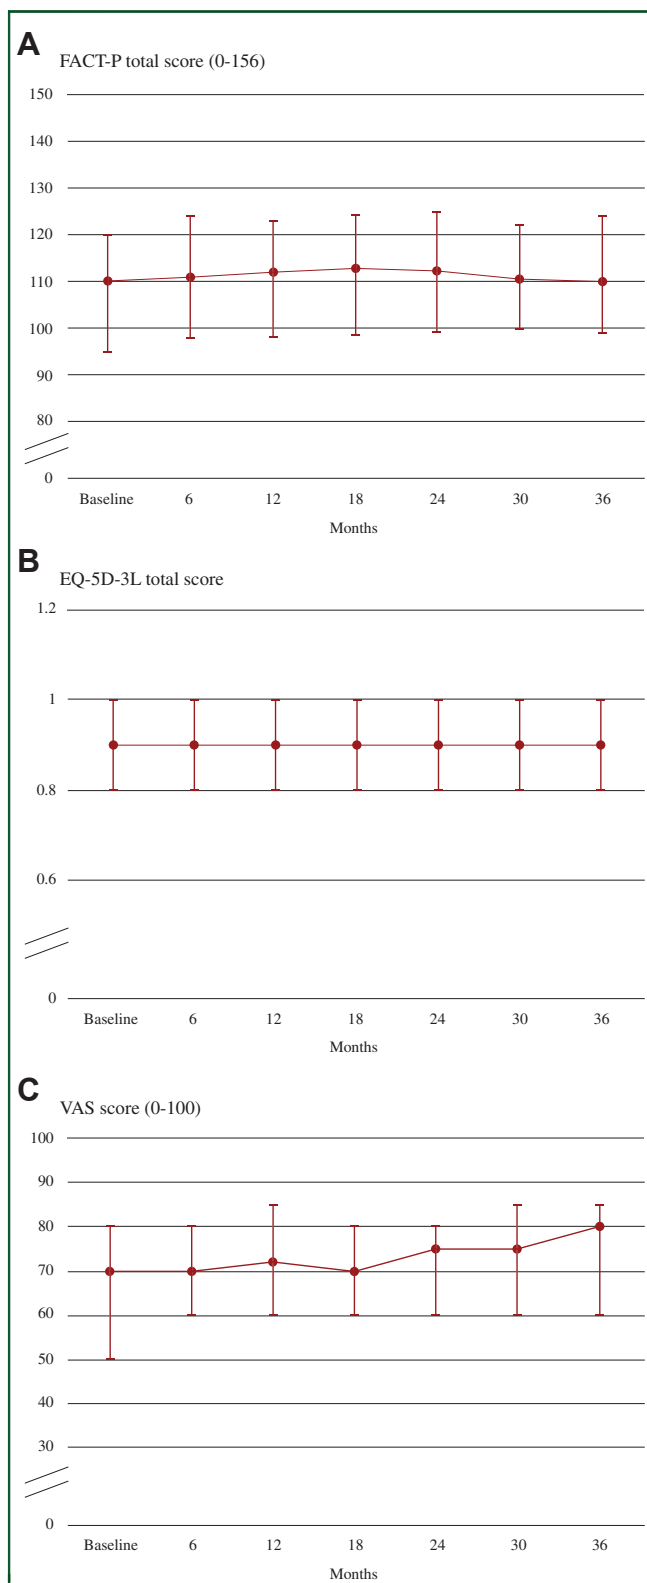 A
FACT-P total score (0-156)
150
140
130
120
110
100
90
80
0
Baseline 6 12 18 24 30 36
Months
B
EQ-5D-3L total score
1.2
1
0.8
0.6
0
Baseline 6 12 18 24 30 36
Months
C
VAS score (0-100)
100
90
80
70
60
50
40
30
0
Baseline 6 12 18 24 30 36
Months